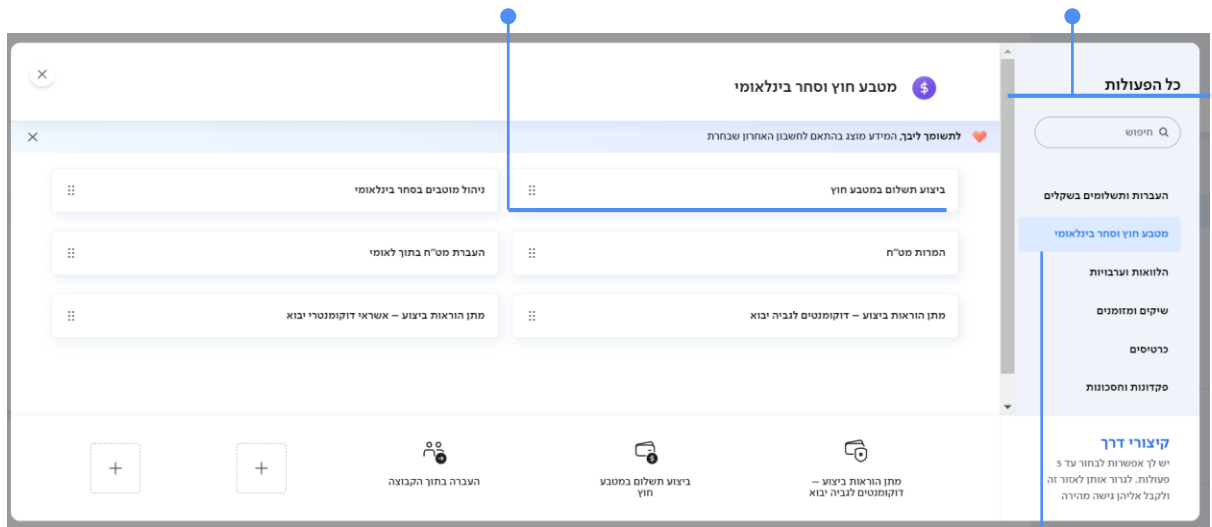 כל הפעולות
חיפוש
העברות ותשלומים בשקלים
מטבע חוץ וסחר בינלאומי
הלוואות וערבויות
שיקים ומזומנים
כרטיסים
פקדונות וחסכונות
מטבע חוץ וסחר בינלאומי
לתשומך ליבך, המידע מוצג בהתאם לחשבון האחרון שבחרת
ביצוע תשלום במטבע חוץ
ניהול מוטבים בסחר בינלאומי
המרות מט"ח
העברת מט"ח בתוך לאומי
מתן הוראות ביצוע – דוקומנטים לגביה יבוא
מתן הוראות ביצוע – אשראי דוקומנטרי יבוא
קיצורי דרך
יש לך אפשרות לבחור עד 5
פעולות. לגרור אותן לאזור זה
ולקבל אליהן גישה מהירה
מתן הוראות ביצוע –
דוקומנטים לגביה יבוא
ביצוע תשלום במטבע
חוץ
העברה בתוך הקבוצה